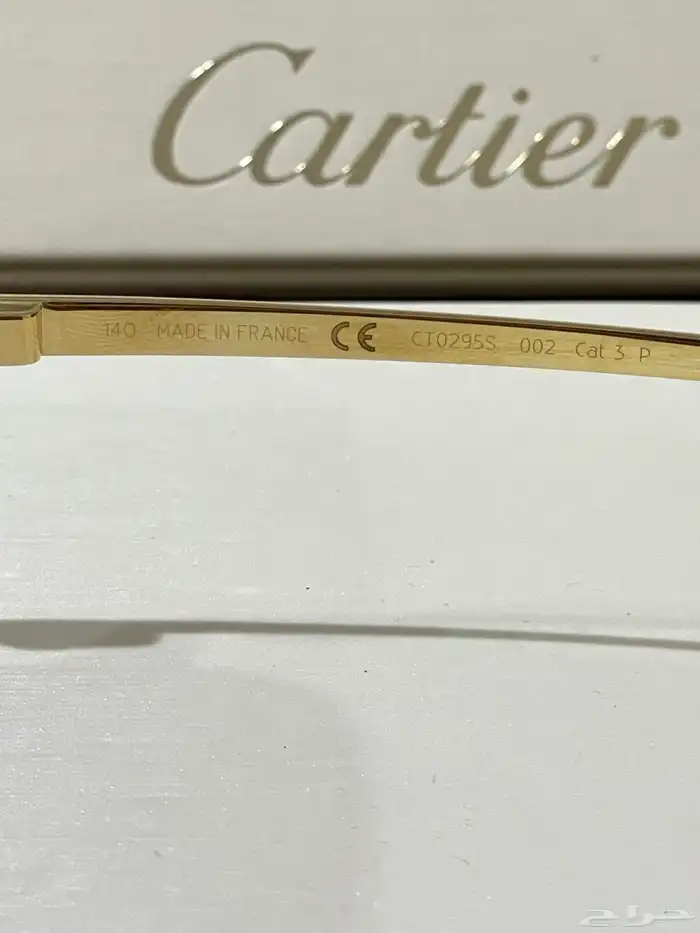 Cartier
140 MADE IN FRANCE CE CT0295S 002 Cat 3 P
حراج